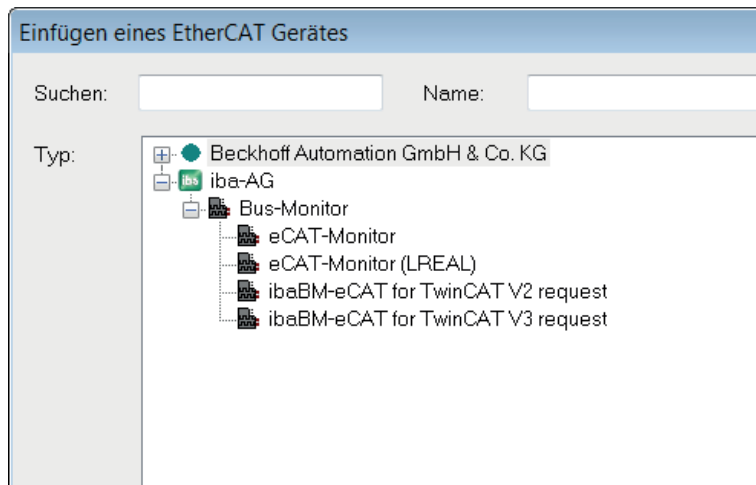 Einfügen eines EtherCAT Gerätes
Suchen: Name:
Typ: Beckhoff Automation GmbH & Co. KG
iba iba-AG
Bus-Monitor
eCAT-Monitor
eCAT-Monitor (LREAL)
ibaBM-eCAT for TwinCAT V2 request
ibaBM-eCAT for TwinCAT V3 request